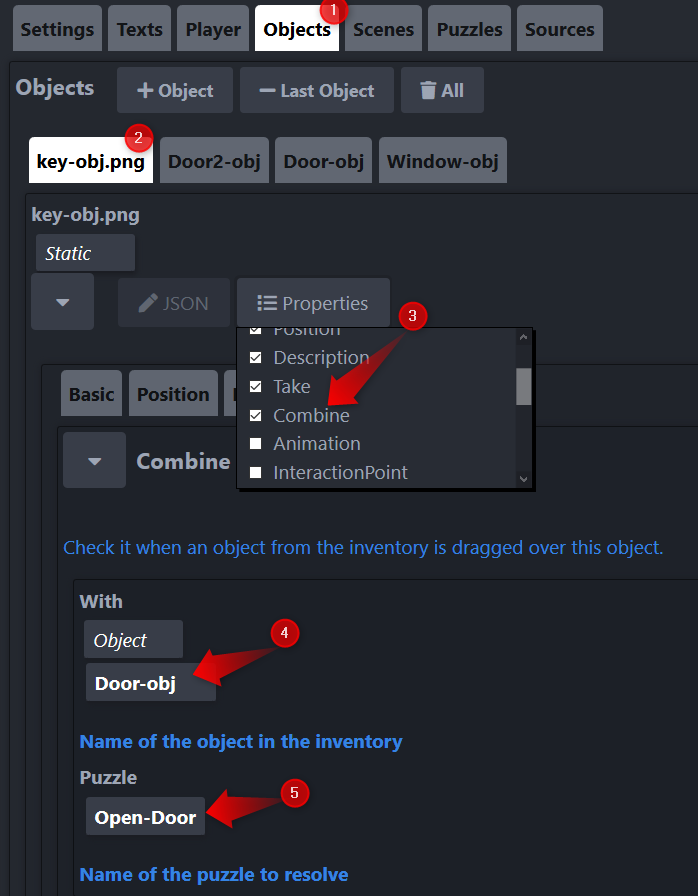 1
Settings Texts Player Objects Scenes Puzzles Sources
Objects + Object − Last Object All
2
key-obj.png Door2-obj Door-obj Window-obj
key-obj.png
Static
JSON Properties
3
Position
Description
Take
Combine
Animation
InteractionPoint
Basic Position
Combine
Check it when an object from the inventory is dragged over this object.
With
Object
4
Door-obj
Name of the object in the inventory
Puzzle
5
Open-Door
Name of the puzzle to resolve